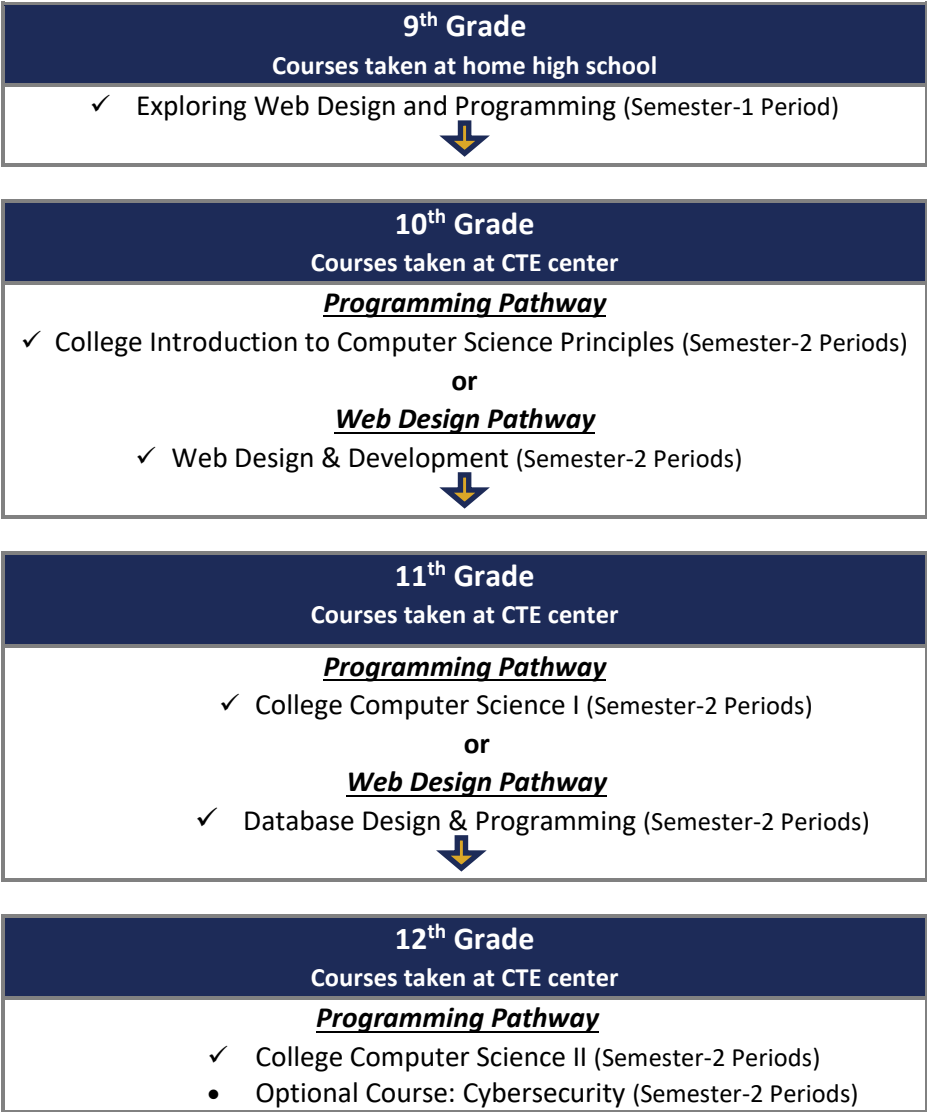 9th Grade
Courses taken at home high school
✓ Exploring Web Design and Programming (Semester-1 Period)
10th Grade
Courses taken at CTE center
Programming Pathway
✓ College Introduction to Computer Science Principles (Semester-2 Periods)
or
Web Design Pathway
✓ Web Design & Development (Semester-2 Periods)
11th Grade
Courses taken at CTE center
Programming Pathway
✓ College Computer Science I (Semester-2 Periods)
or
Web Design Pathway
✓ Database Design & Programming (Semester-2 Periods)
12th Grade
Courses taken at CTE center
Programming Pathway
✓ College Computer Science II (Semester-2 Periods)
• Optional Course: Cybersecurity (Semester-2 Periods)